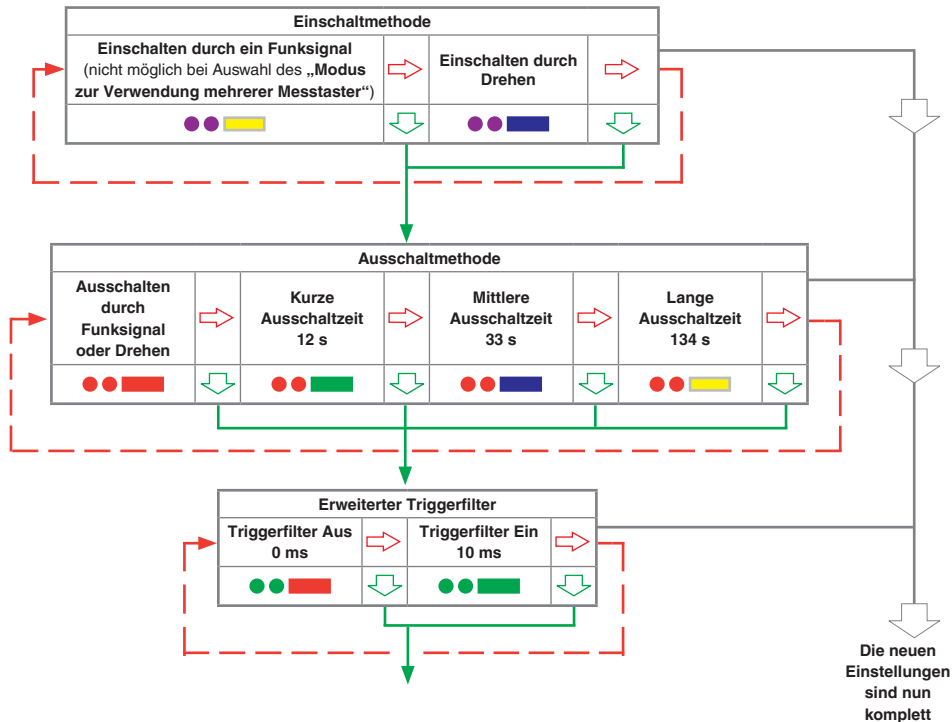 Einschaltmethode
Einschalten durch ein Funksignal
(nicht möglich bei Auswahl des „Modus
zur Verwendung mehrerer Messtaster“)
Einschalten durch
Drehen
Ausschaltmethode
Ausschalten
durch
Funksignal
oder Drehen
Kurze
Ausschaltzeit
12 s
Mittlere
Ausschaltzeit
33 s
Lange
Ausschaltzeit
134 s
Erweiterter Triggerfilter
Triggerfilter Aus
0 ms
Triggerfilter Ein
10 ms
Die neuen
Einstellungen
sind nun
komplett